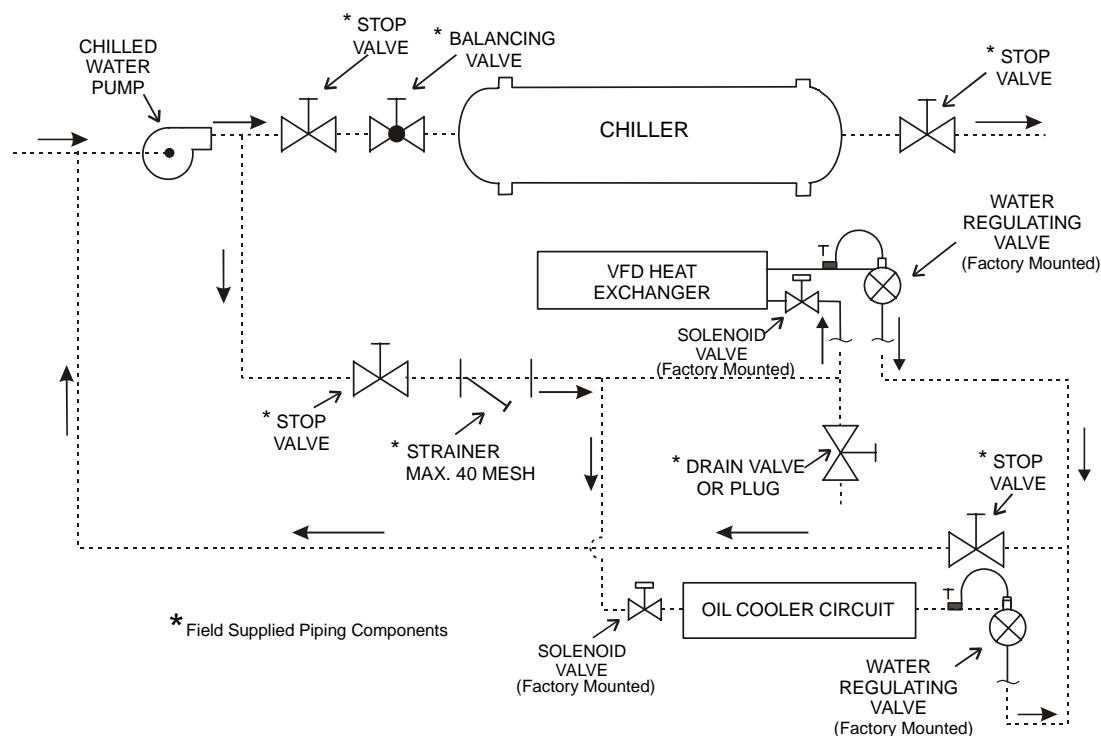 CHILLED
WATER
PUMP
* STOP
VALVE
* BALANCING
VALVE
* STOP
VALVE
CHILLER
WATER
REGULATING
VALVE
(Factory Mounted)
VFD HEAT
EXCHANGER
SOLENOID
VALVE
(Factory Mounted)
* STOP
VALVE
* STRAINER
MAX. 40 MESH
* DRAIN VALVE
OR PLUG
* STOP
VALVE
OIL COOLER CIRCUIT
* Field Supplied Piping Components
SOLENOID
VALVE
(Factory Mounted)
WATER
REGULATING
VALVE
(Factory Mounted)